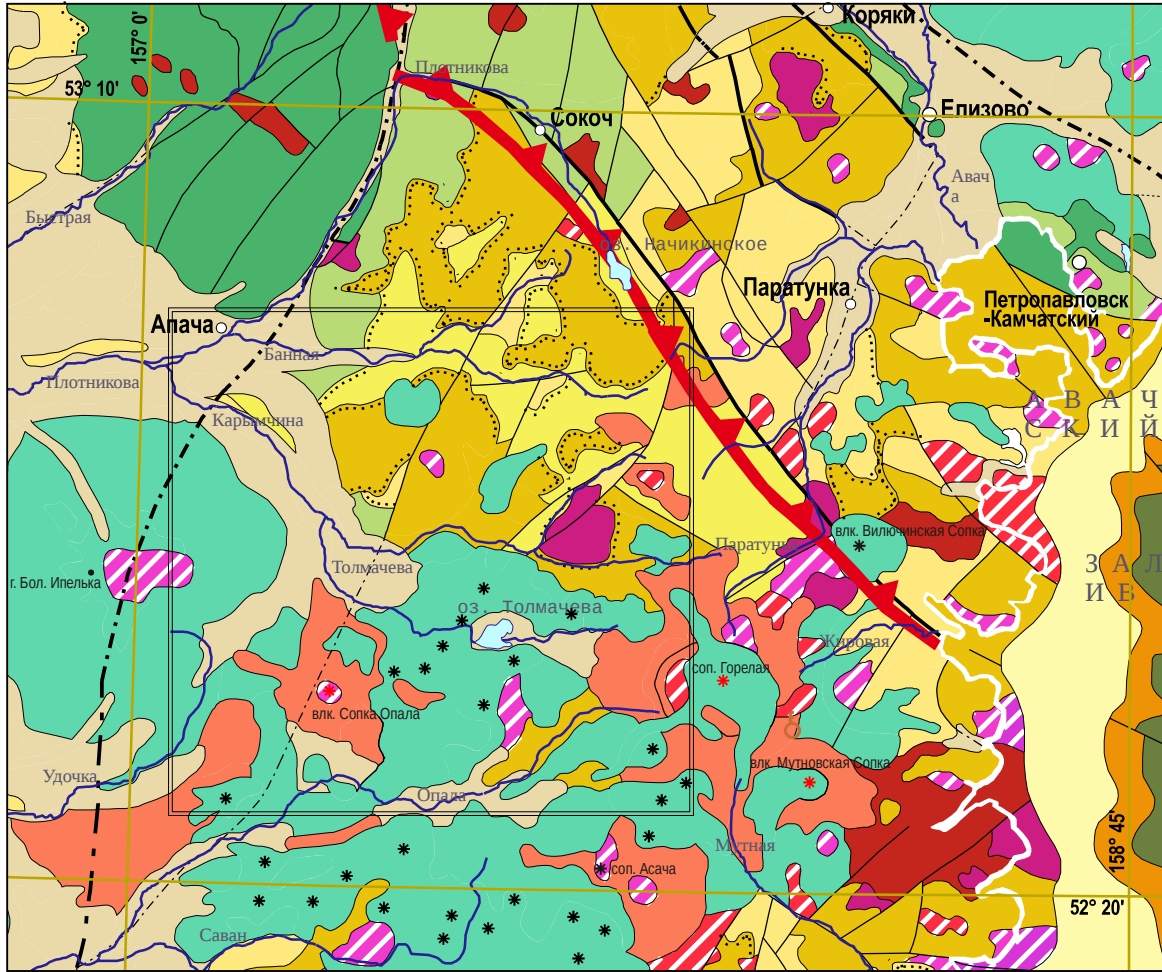 Коряки
157° 0'
Плотникова
53° 10'
Елизово
Сокоч
Авач
а
Быстрая
оз. Начикинское
Паратунка
Петропавловск
-Камчатский
Апача
Банная
Плотникова
Карымчина
А В А Ч
С К И Й
влк. Вилючинская Сопка
Паратунка
З А Л
И В
Толмачева
г. Бол. Ипелька
оз. Толмачева
Жировая
соп. Горелая
влк. Сопка Опала
8
влк. Мутновская Сопка
Удочка
Опала
Мутная
158° 45'
соп. Асача
52° 20'
Саван